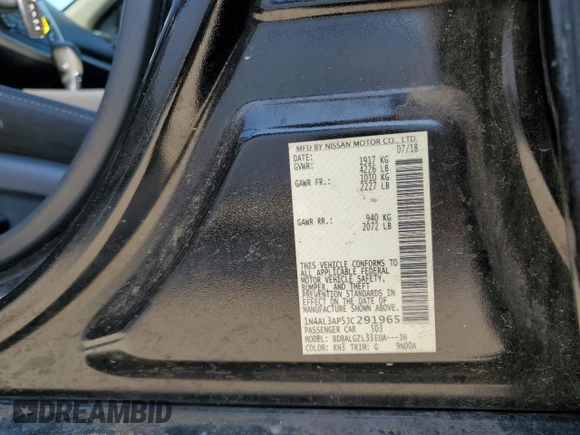 MFD BY NISSAN MOTOR CO., LTD.
DATE: 07/18
GVWR: 1917 KG
4226 LB
GAWR FR.: 1010 KG
2227 LB
GAWR RR.: 940 KG
2072 LB
THIS VEHICLE CONFORMS TO
ALL APPLICABLE FEDERAL
MOTOR VEHICLE SAFETY,
BUMPER, AND THEFT
PREVENTION STANDARDS IN
EFFECT ON THE DATE OF
MANUFACTURE SHOWN ABOVE.
1N4AL3AP5JC291965
PASSENGER CAR 503
MODEL: BDBALGZL33EUA---JH
COLOR: KH3 TRIM: G 9N00A
DREAMBID